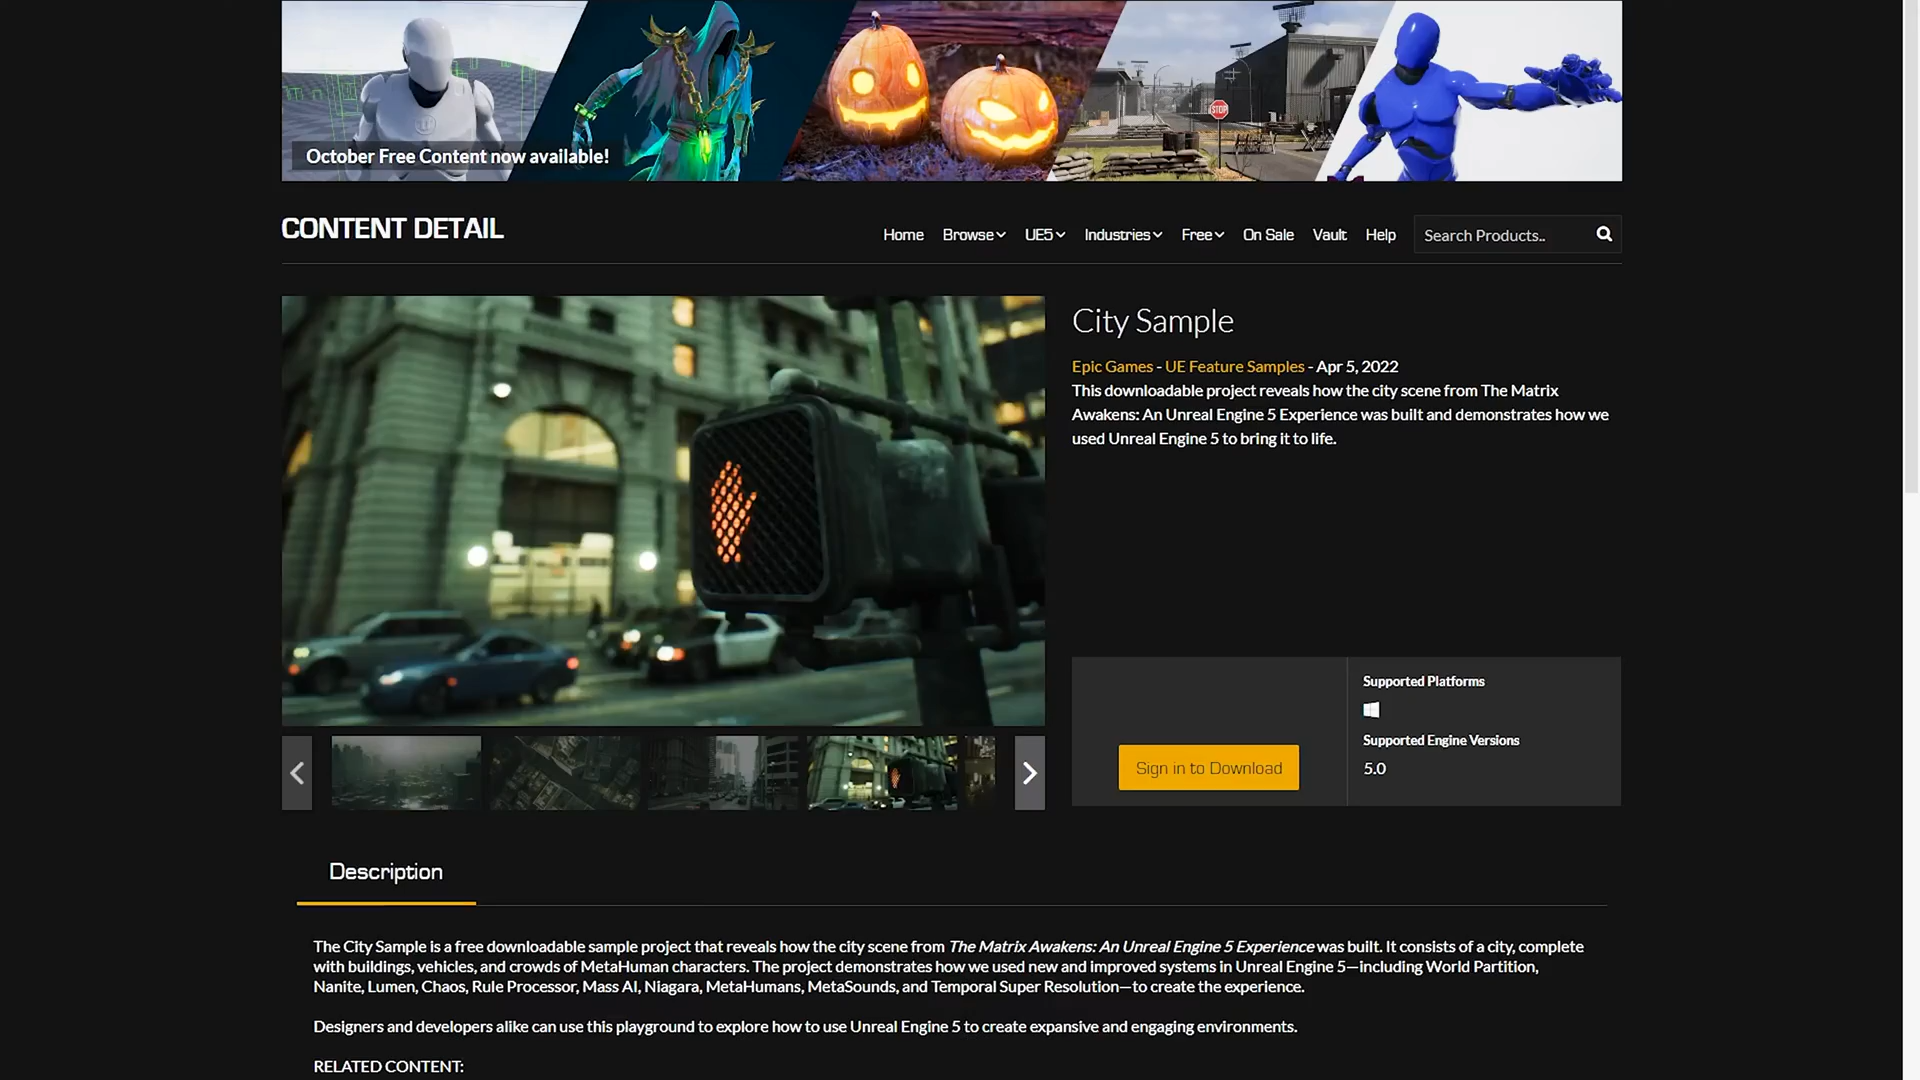 October Free Content now available!
STOP
CONTENT DETAIL
Home Browse UE5 Industries Free On Sale Vault Help Search Products..
City Sample
Epic Games - UE Feature Samples - Apr 5, 2022
This downloadable project reveals how the city scene from The Matrix
Awakens: An Unreal Engine 5 Experience was built and demonstrates how we
used Unreal Engine 5 to bring it to life.
Supported Platforms
Supported Engine Versions
5.0
Sign in to Download
Description
The City Sample is a free downloadable sample project that reveals how the city scene from The Matrix Awakens: An Unreal Engine 5 Experience was built. It consists of a city, complete
with buildings, vehicles, and crowds of MetaHuman characters. The project demonstrates how we used new and improved systems in Unreal Engine 5—including World Partition,
Nanite, Lumen, Chaos, Rule Processor, Mass AI, Niagara, MetaHumans, MetaSounds, and Temporal Super Resolution—to create the experience.
Designers and developers alike can use this playground to explore how to use Unreal Engine 5 to create expansive and engaging environments.
RELATED CONTENT: